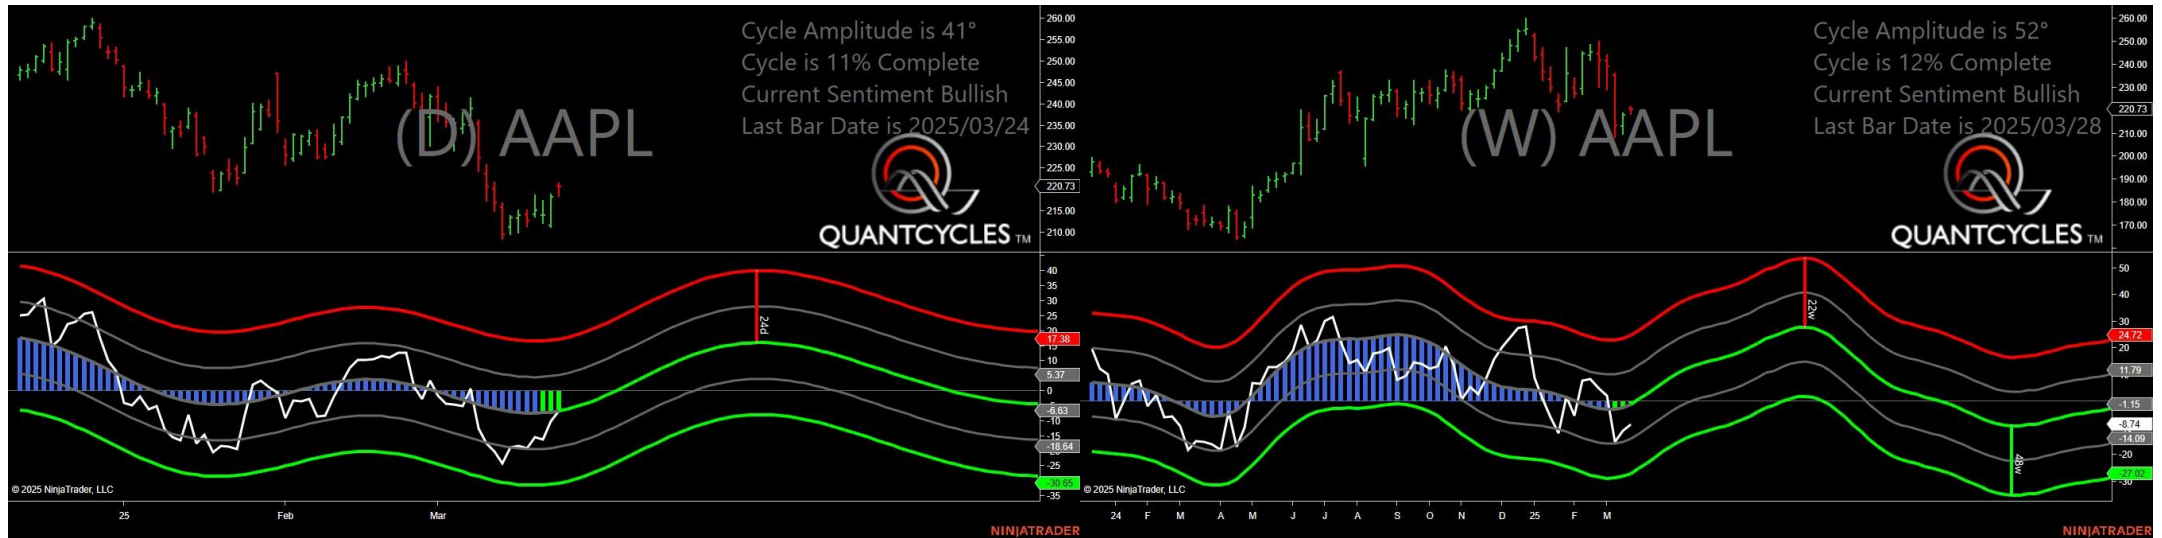 Cycle Amplitude is 41°
Cycle is 11% Complete
Current Sentiment Bullish
Last Bar Date is 2025/03/24
(D) AAPL
QUANTCYCLES TM
260.00
255.00
250.00
245.00
240.00
235.00
230.00
225.00
220.73
215.00
210.00
40
35
30
25
20
17.38
15
10
5.37
0
-5
-6.63
-10
-15
-18.64
-25
-30.65
-35
24d
© 2025 NinjaTrader, LLC
25 Feb Mar
NINJATRADER
Cycle Amplitude is 52°
Cycle is 12% Complete
Current Sentiment Bullish
Last Bar Date is 2025/03/28
(W) AAPL
QUANTCYCLES TM
260.00
250.00
240.00
230.00
220.73
210.00
200.00
190.00
180.00
170.00
50
40
30
24.72
20
11.79
-1.15
-8.74
-14.09
-20
-27.02
-30
22w
48w
© 2025 NinjaTrader, LLC
24 F M A M J J A S O N D 25 F M
NINJATRADER